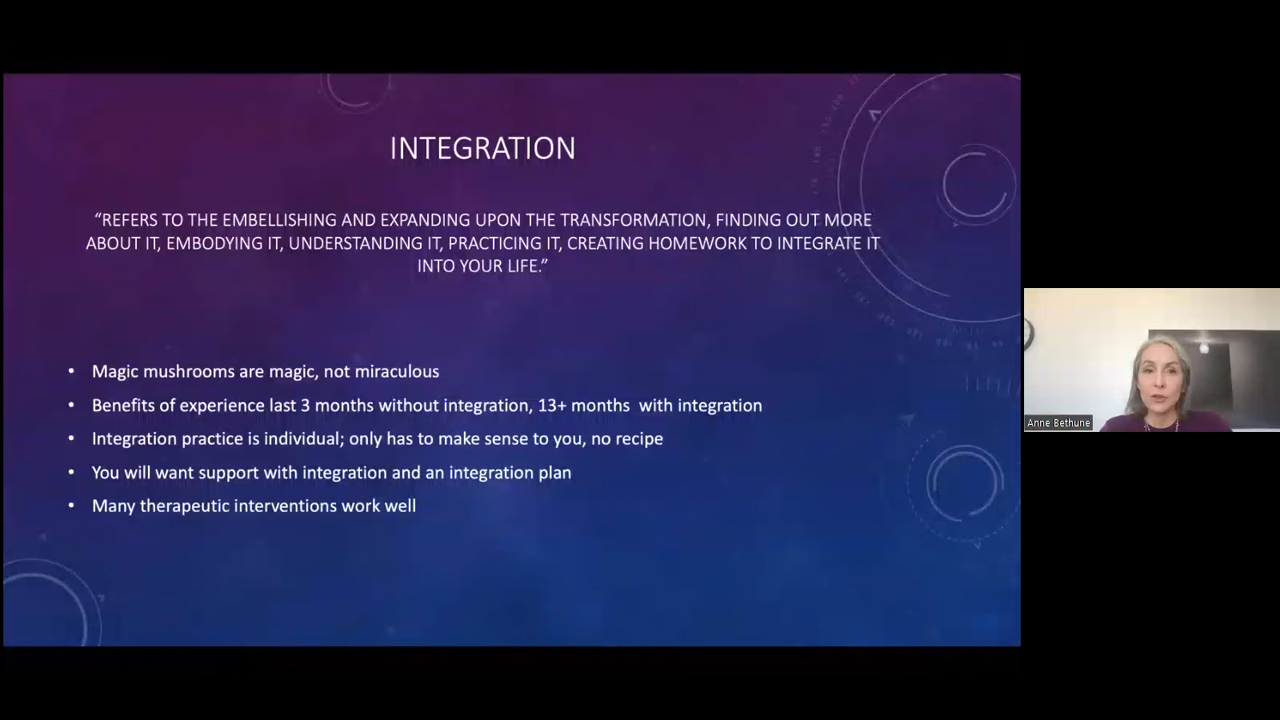 INTEGRATION
“REFERS TO THE EMBELLISHING AND EXPANDING UPON THE TRANSFORMATION, FINDING OUT MORE
ABOUT IT, EMBODYING IT, UNDERSTANDING IT, PRACTICING IT, CREATING HOMEWORK TO INTEGRATE IT
INTO YOUR LIFE.”
• Magic mushrooms are magic, not miraculous
• Benefits of experience last 3 months without integration, 13+ months with integration
• Integration practice is individual; only has to make sense to you, no recipe
• You will want support with integration and an integration plan
• Many therapeutic interventions work well
Anne Bethune